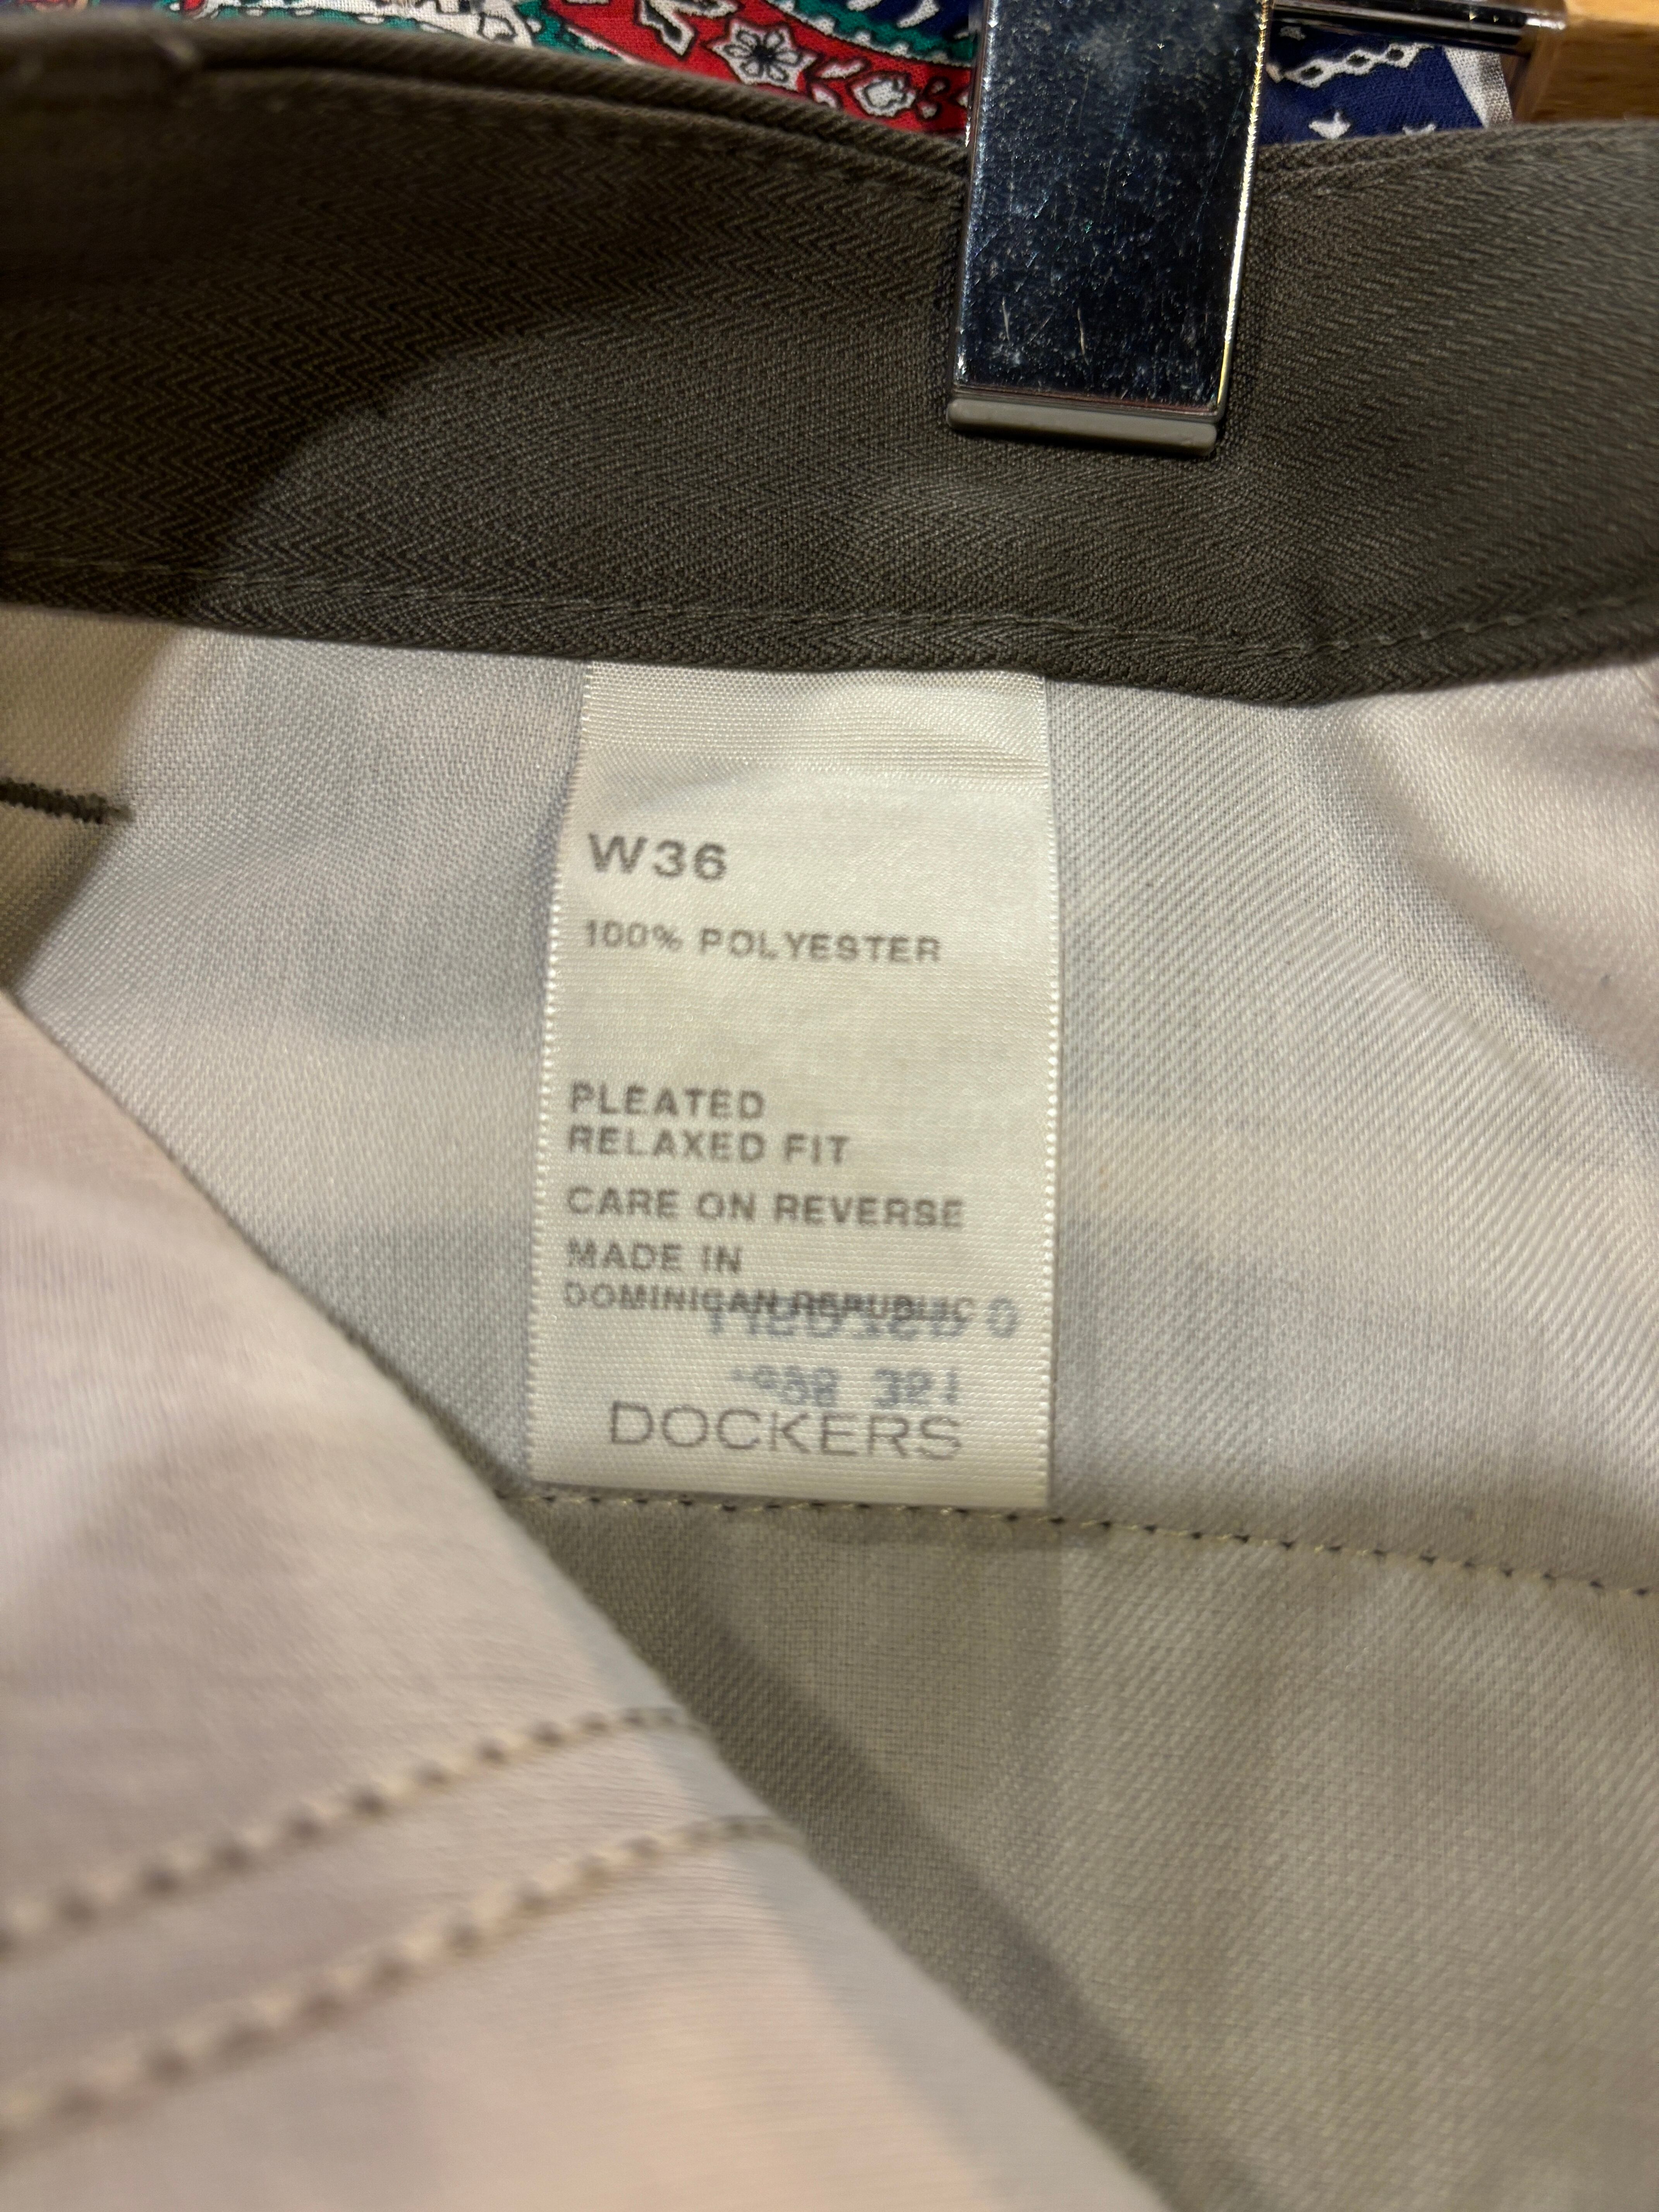 W36
100% POLYESTER
PLEATED
RELAXED FIT
CARE ON REVERSE
MADE IN
DOMINICAN REPUBLIC
DOCKERS